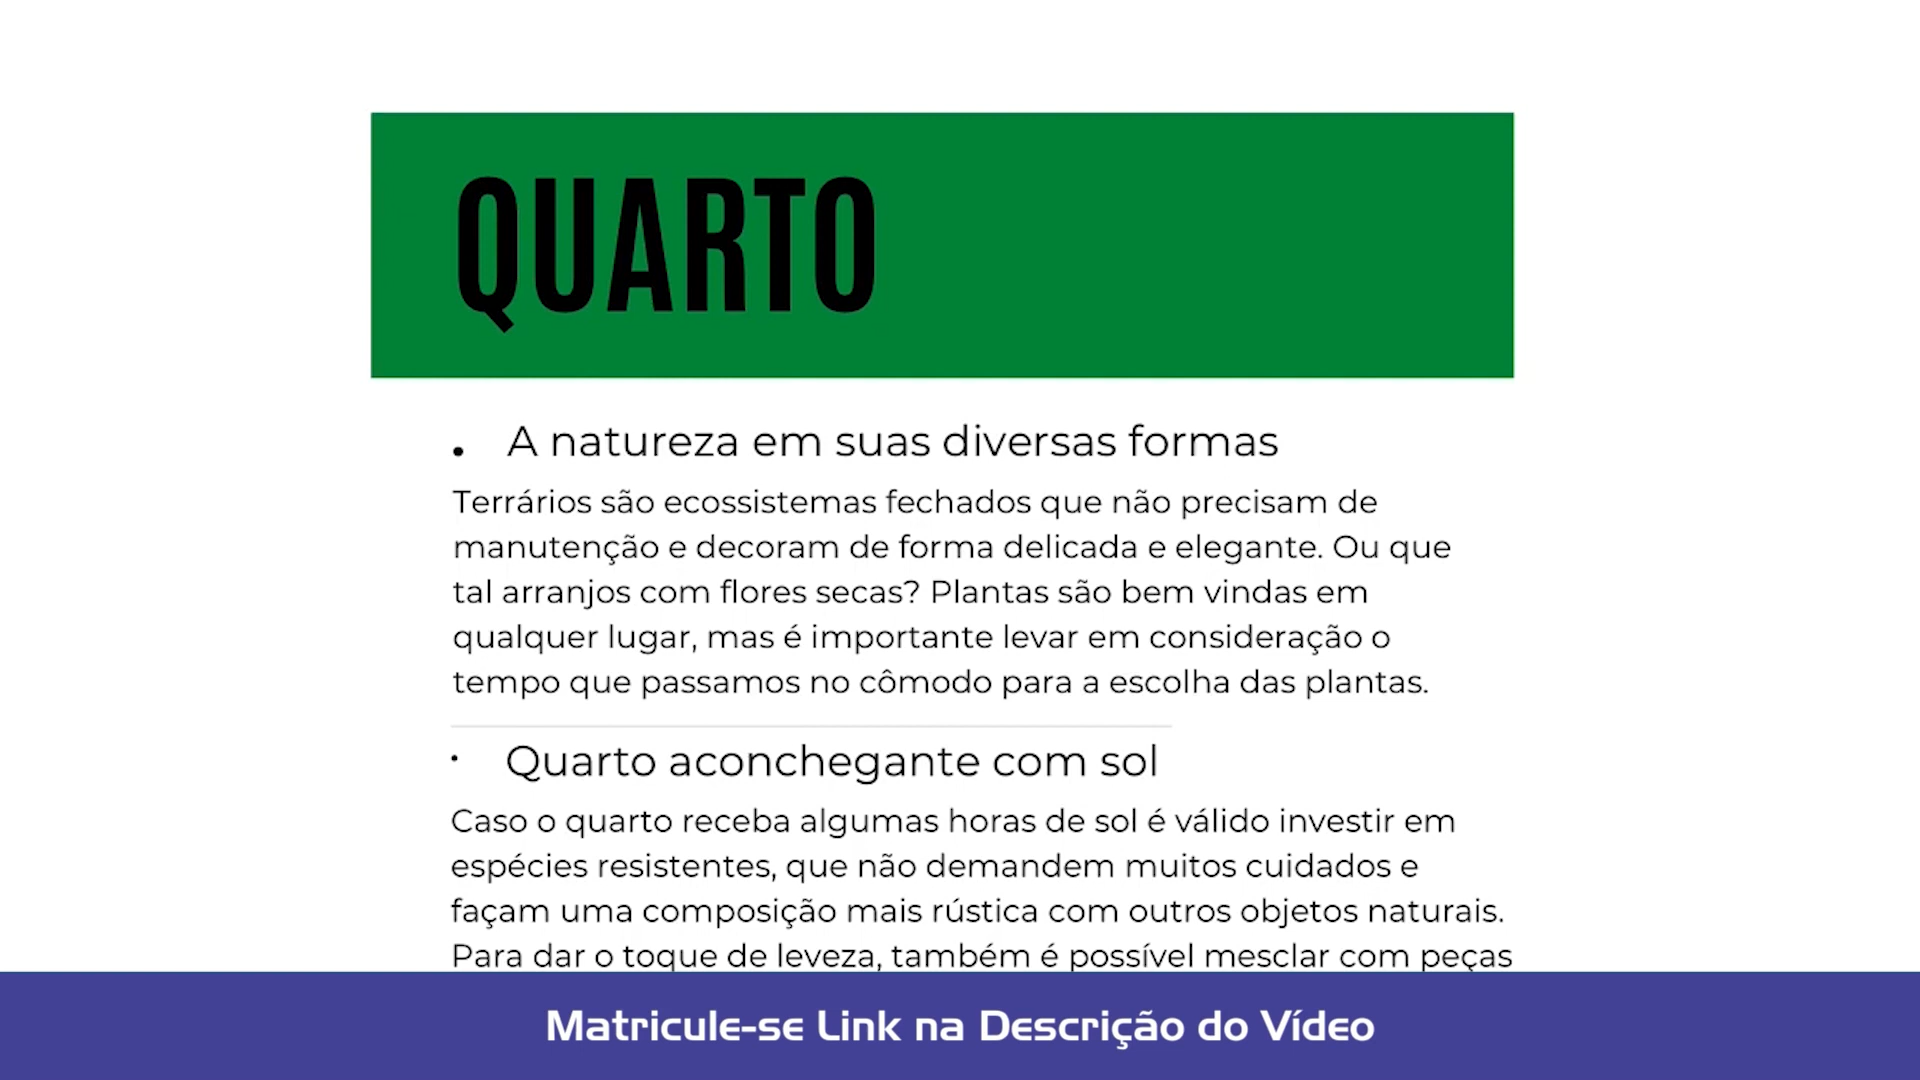 QUARTO
• A natureza em suas diversas formas
Terrários são ecossistemas fechados que não precisam de
manutenção e decoram de forma delicada e elegante. Ou que
tal arranjos com flores secas? Plantas são bem vindas em
qualquer lugar, mas é importante levar em consideração o
tempo que passamos no cômodo para a escolha das plantas.
• Quarto aconchegante com sol
Caso o quarto receba algumas horas de sol é válido investir em
espécies resistentes, que não demandem muitos cuidados e
façam uma composição mais rústica com outros objetos naturais.
Para dar o toque de leveza, também é possível mesclar com peças
Matricule-se Link na Descrição do Vídeo